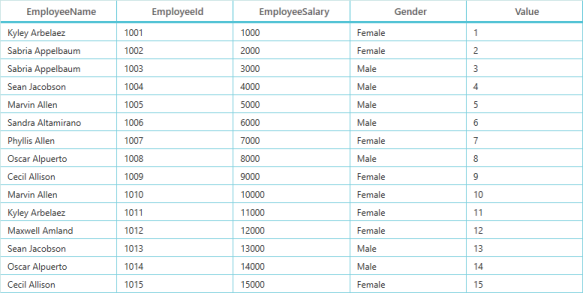 EmployeeName EmployeeId EmployeeSalary Gender Value
Kyley Arbelaez 1001 1000 Female 1
Sabria Appelbaum 1002 2000 Female 2
Sabria Appelbaum 1003 3000 Male 3
Sean Jacobson 1004 4000 Male 4
Marvin Allen 1005 5000 Male 5
Sandra Altamirano 1006 6000 Male 6
Phyllis Allen 1007 7000 Female 7
Oscar Alpuerto 1008 8000 Male 8
Cecil Allison 1009 9000 Female 9
Marvin Allen 1010 10000 Female 10
Kyley Arbelaez 1011 11000 Female 11
Maxwell Amland 1012 12000 Female 12
Sean Jacobson 1013 13000 Male 13
Oscar Alpuerto 1014 14000 Male 14
Cecil Allison 1015 15000 Female 15